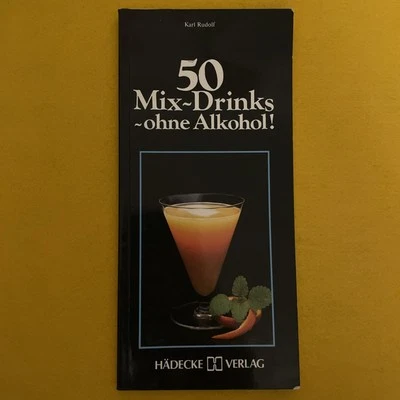 Karl Rudolf
50
Mix~Drinks
~ohne Alkohol!
HÄDECKE VERLAG